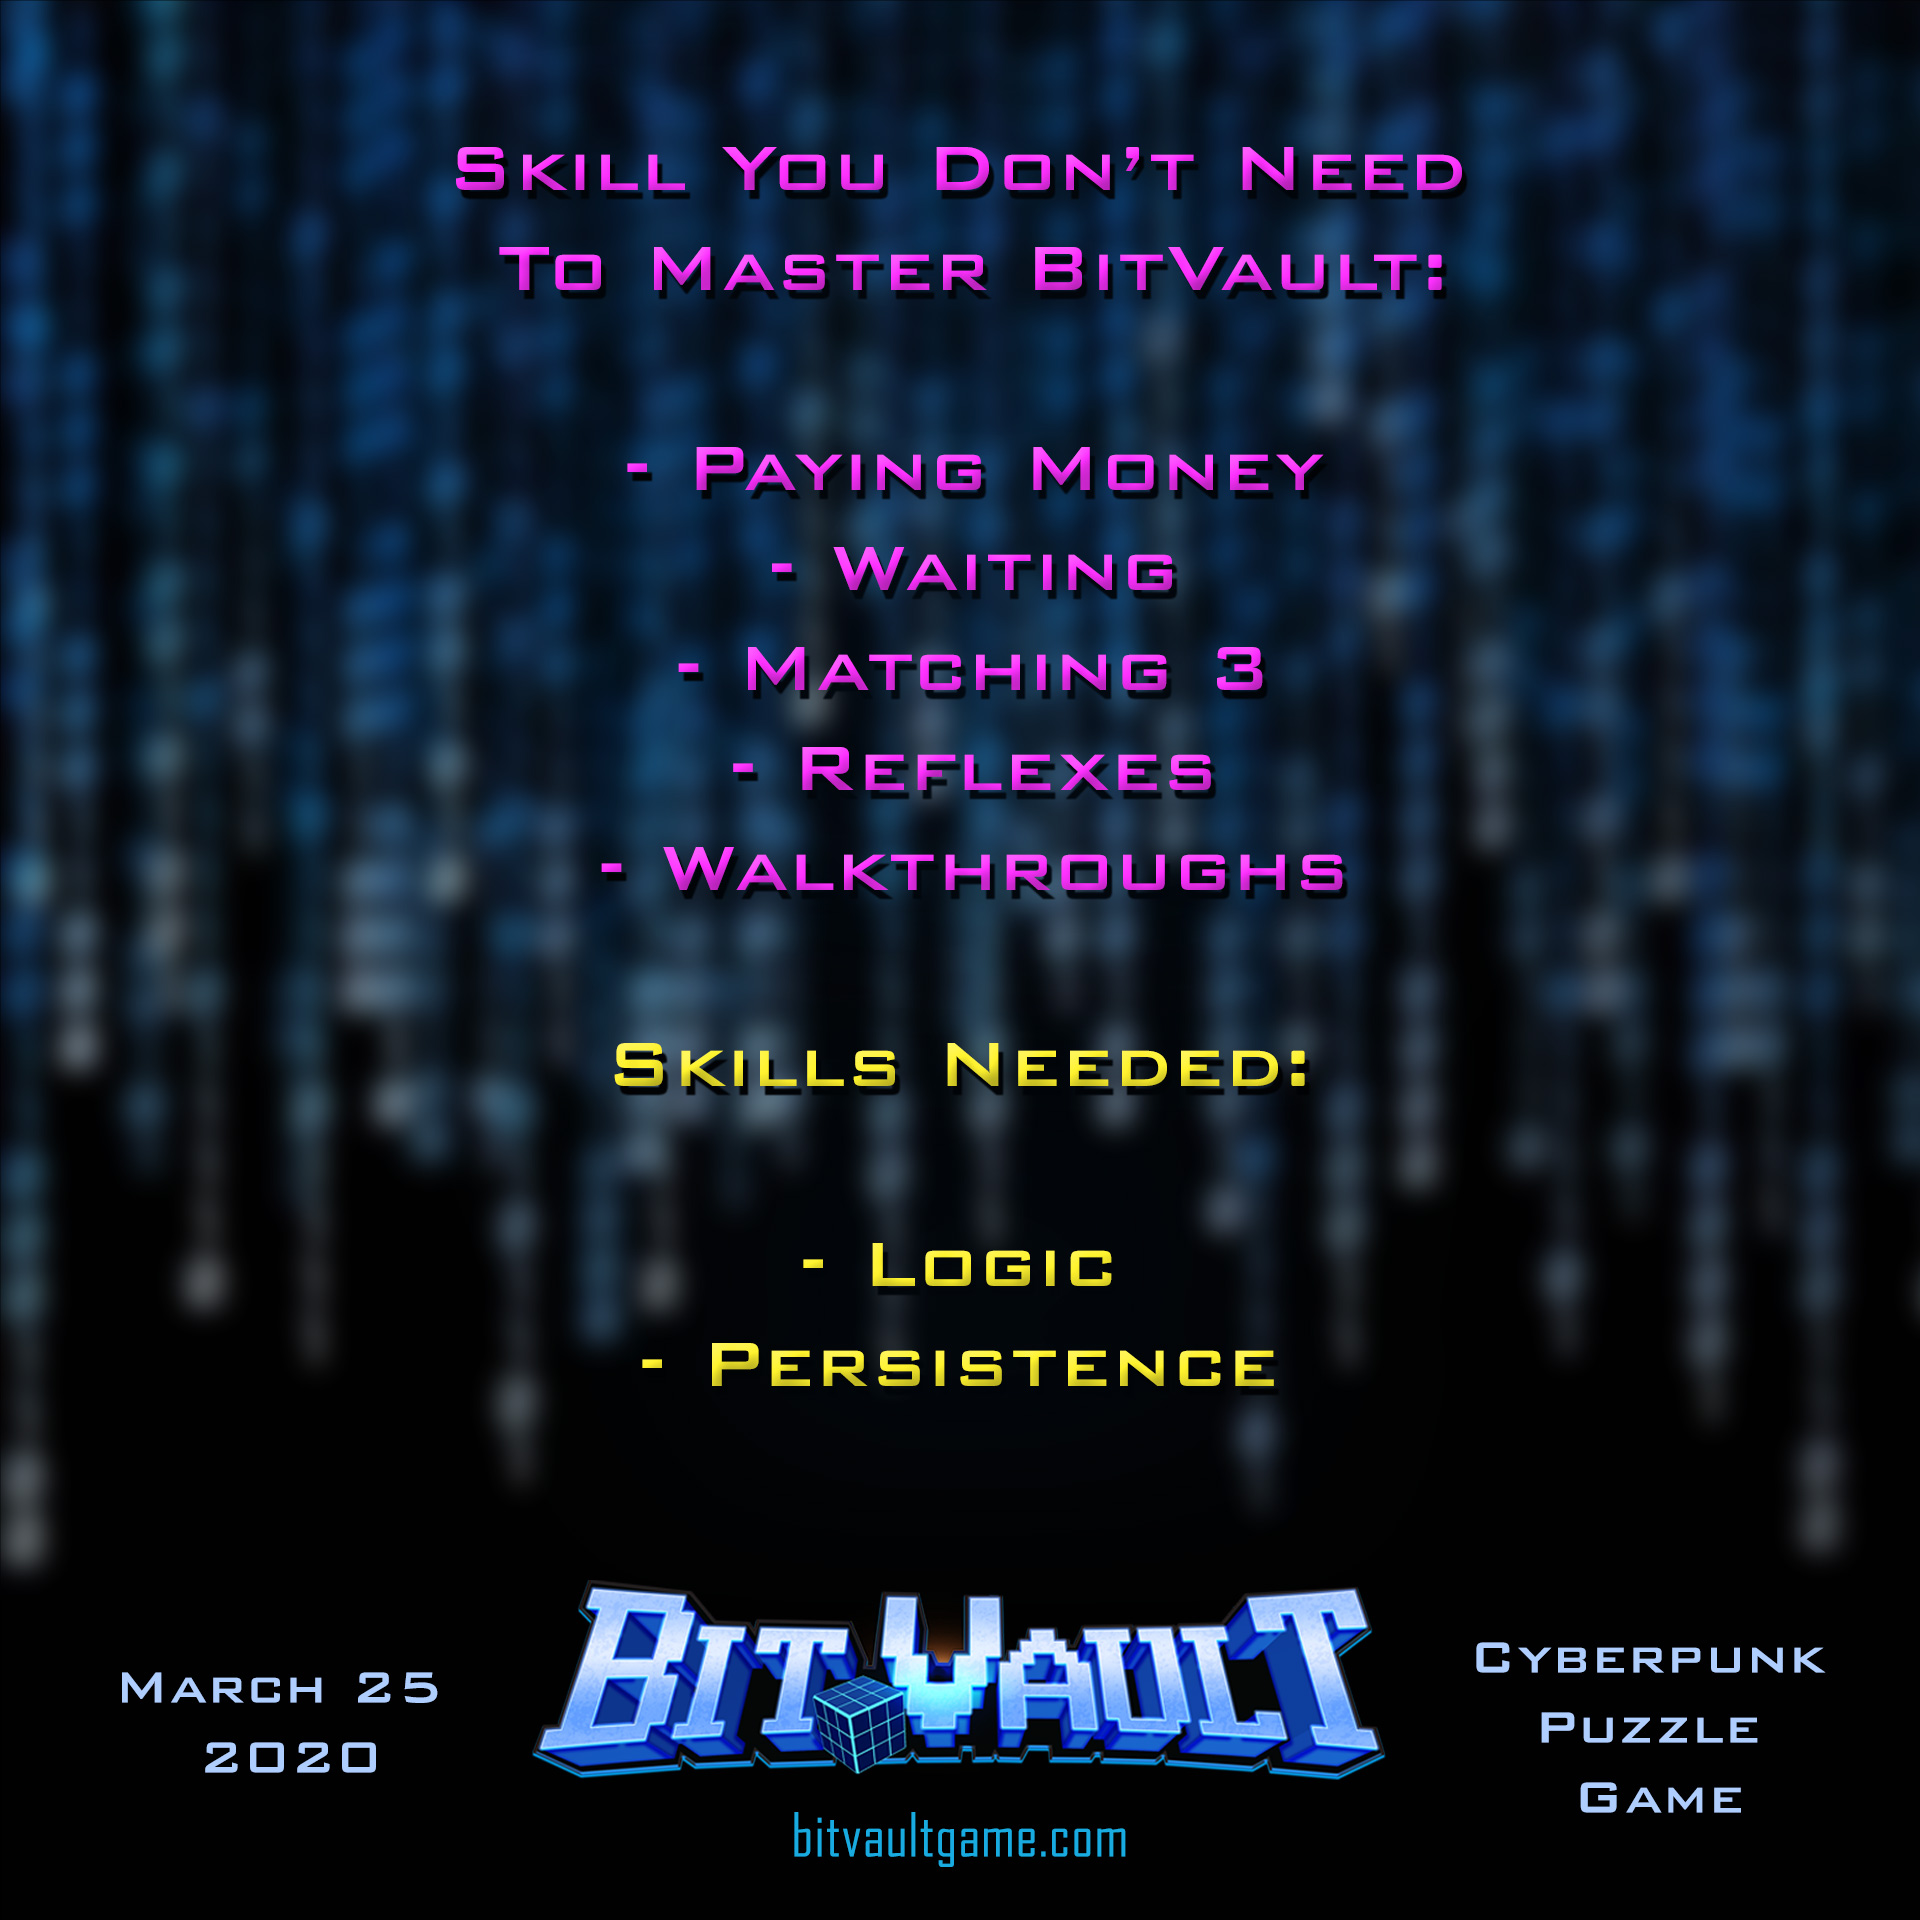 Skill You Don't Need
To Master BitVault:
- Paying Money
- Waiting
- Matching 3
- Reflexes
- Walkthroughs
Skills Needed:
- Logic
- Persistence
March 25
2020
BitVault
bitvaultgame.com
Cyberpunk
Puzzle
Game